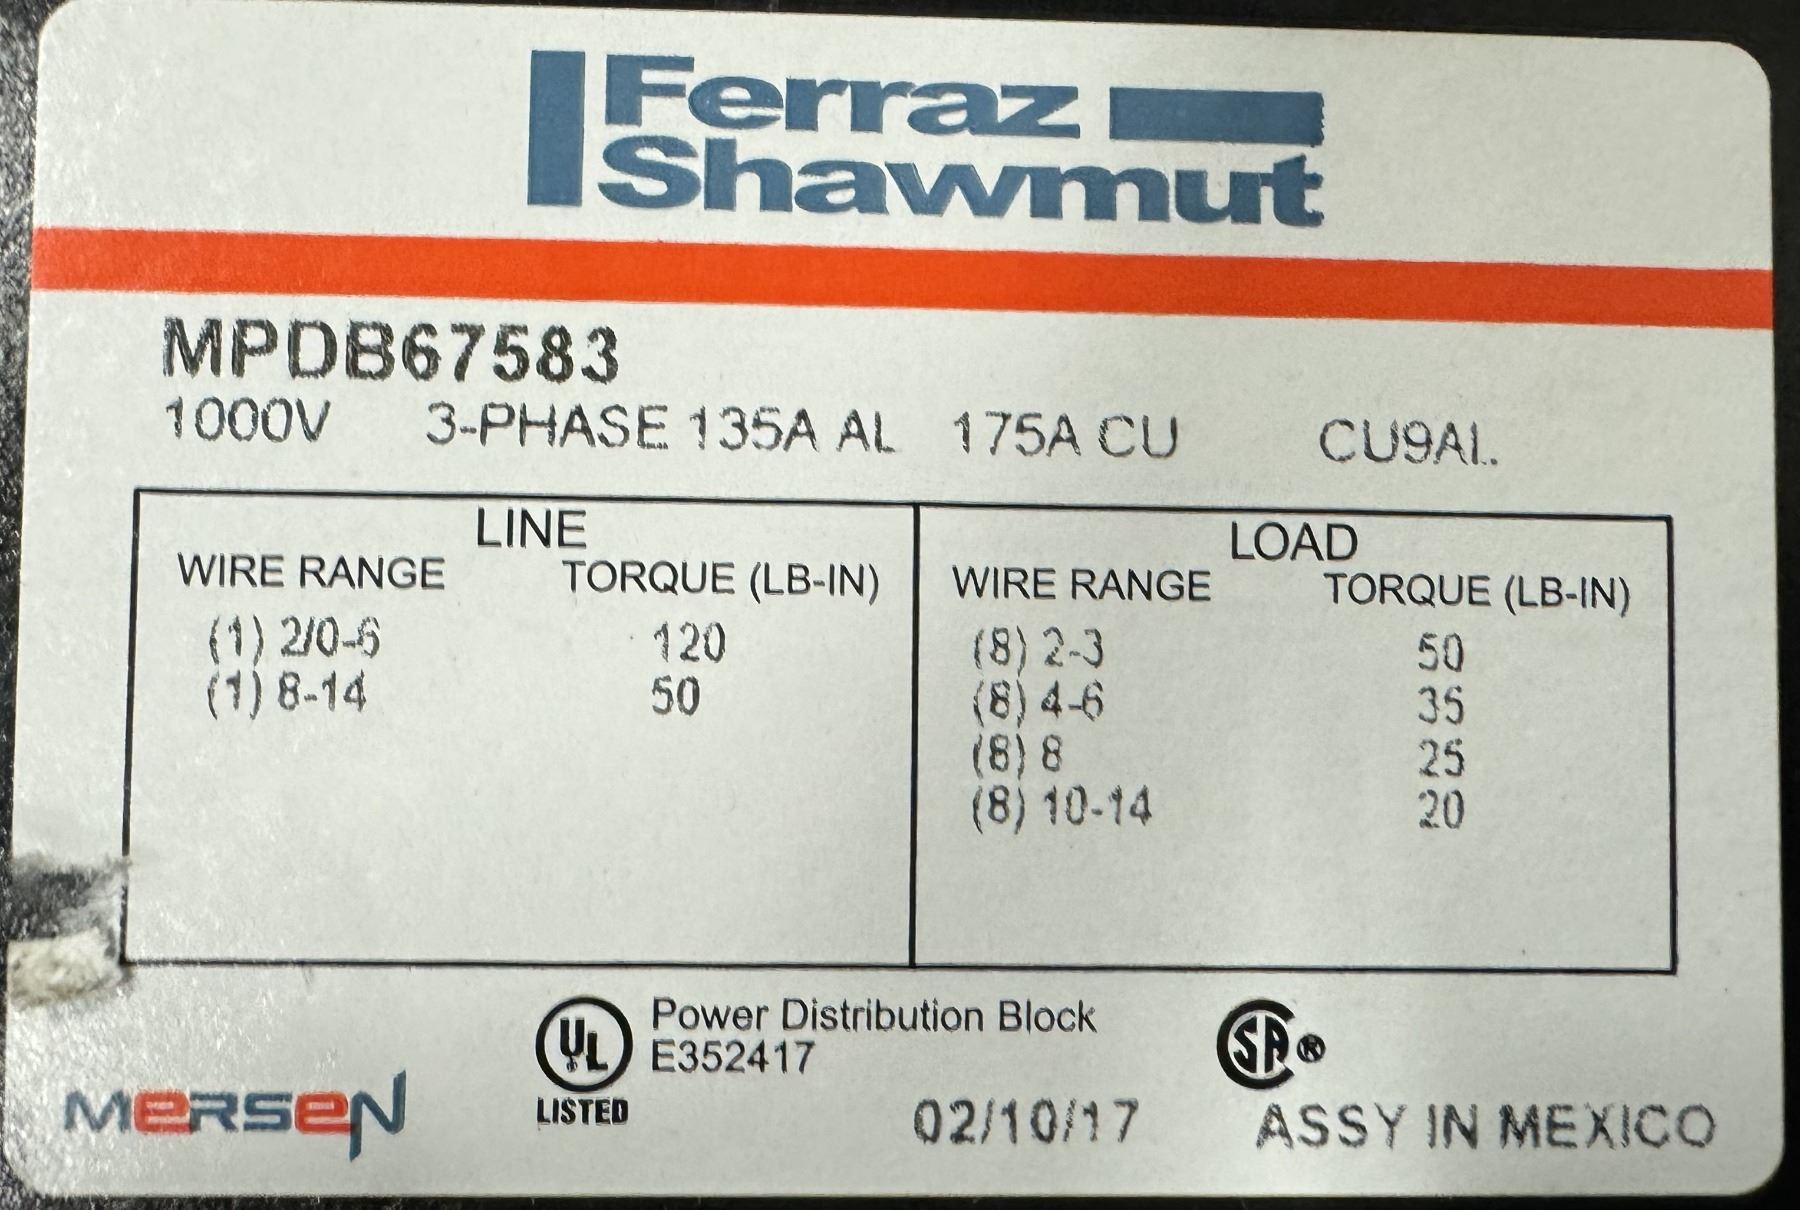 Ferraz
Shawmut
MPDB67583
1000V 3-PHASE 135A AL 175A CU CU9AL
LINE LOAD
WIRE RANGE TORQUE (LB-IN) WIRE RANGE TORQUE (LB-IN)
(1) 2/0-6 120 (8) 2-3 50
(1) 8-14 50 (8) 4-6 35
(8) 8 25
(8) 10-14 20
UL Power Distribution Block SA ®
E352417
LISTED
MERSEN 02/10/17 ASSY IN MEXICO